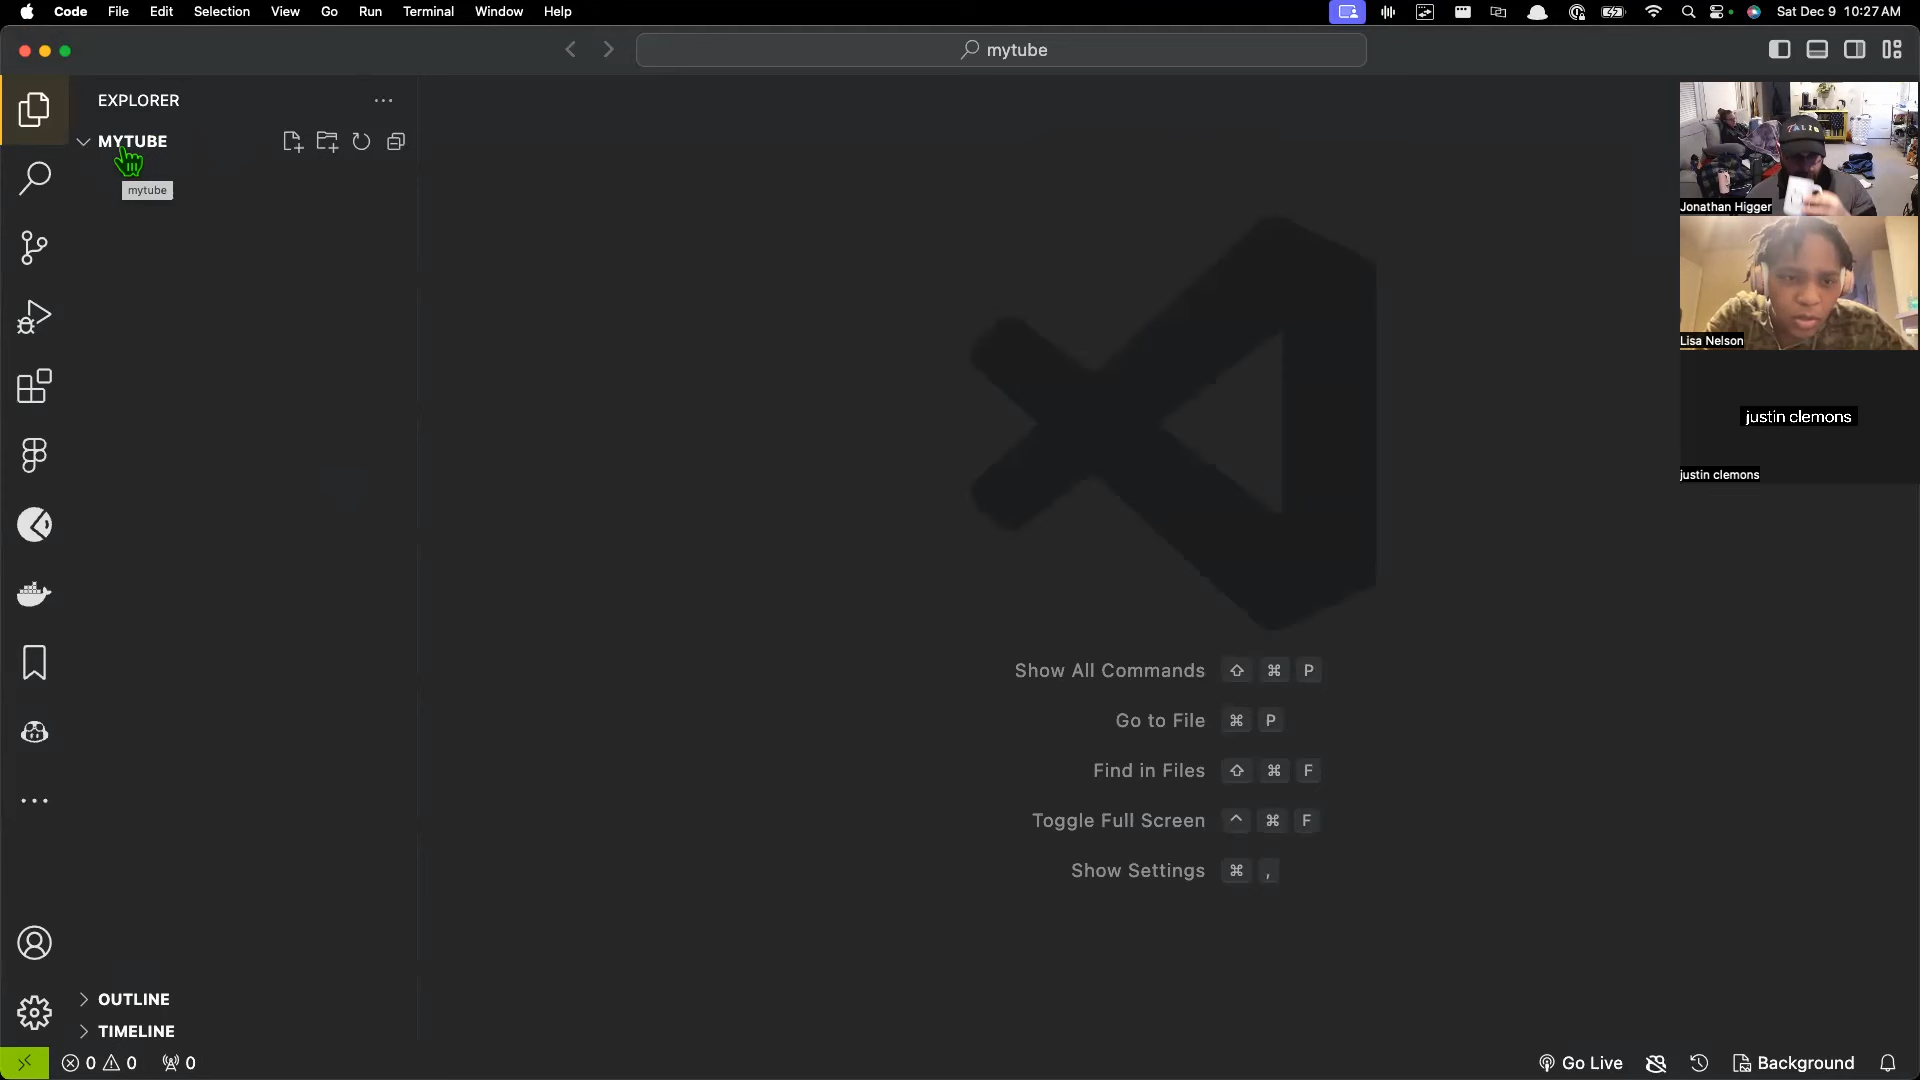 Code File Edit Selection View Go Run Terminal Window Help Sat Dec 9 10:27 AM
mytube
EXPLORER
MYTUBE
mytube
TALIB
Jonathan Higger
Lisa Nelson
justin clemons
justin clemons
Show All Commands ⇧ ⌘ P
Go to File ⌘ P
Find in Files ⇧ ⌘ F
Toggle Full Screen ^ ⌘ F
Show Settings ⌘ ,
OUTLINE
TIMELINE
0 0 0 Go Live Background